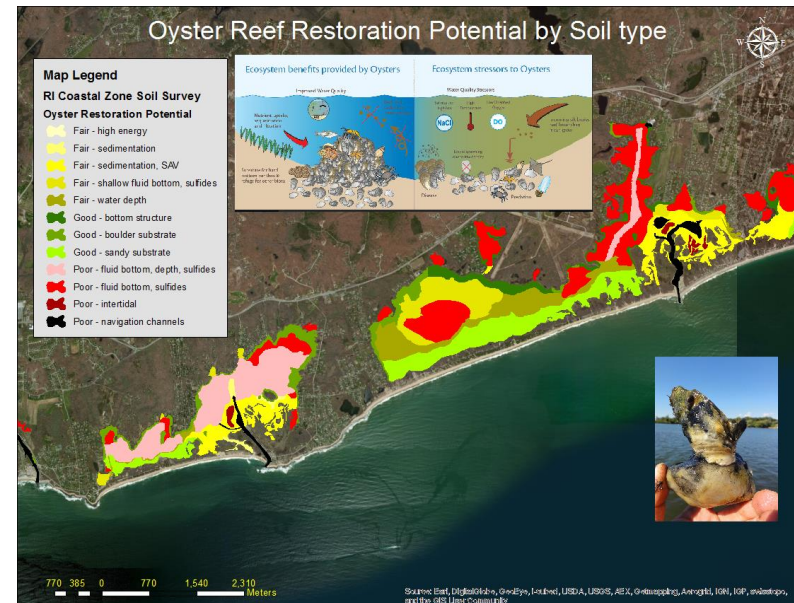 Oyster Reef Restoration Potential by Soil type
N
W
E
S
Map Legend
RI Coastal Zone Soil Survey
Oyster Restoration Potential
Fair - high energy
Fair - sedimentation
Fair - sedimentation, SAV
Fair - shallow fluid bottom, sulfides
Fair - water depth
Good - bottom structure
Good - boulder substrate
Good - sandy substrate
Poor - fluid bottom, depth, sulfides
Poor - fluid bottom, sulfides
Poor - intertidal
Poor - navigation channels
Ecosystem benefits provided by Oysters
Improved Water Quality
Ecosystem stressors to Oysters
Water Quality Stressors
NaCl
DO
Disease
Predation
770 385 0 770 1,540 2,310
Meters
Source: Esri, DigitalGlobe, GeoEye, i-cubed, USDA, USGS, AEX, Getmapping, Aerogrid, IGN, IGP, swisstopo,
and the GIS User Community